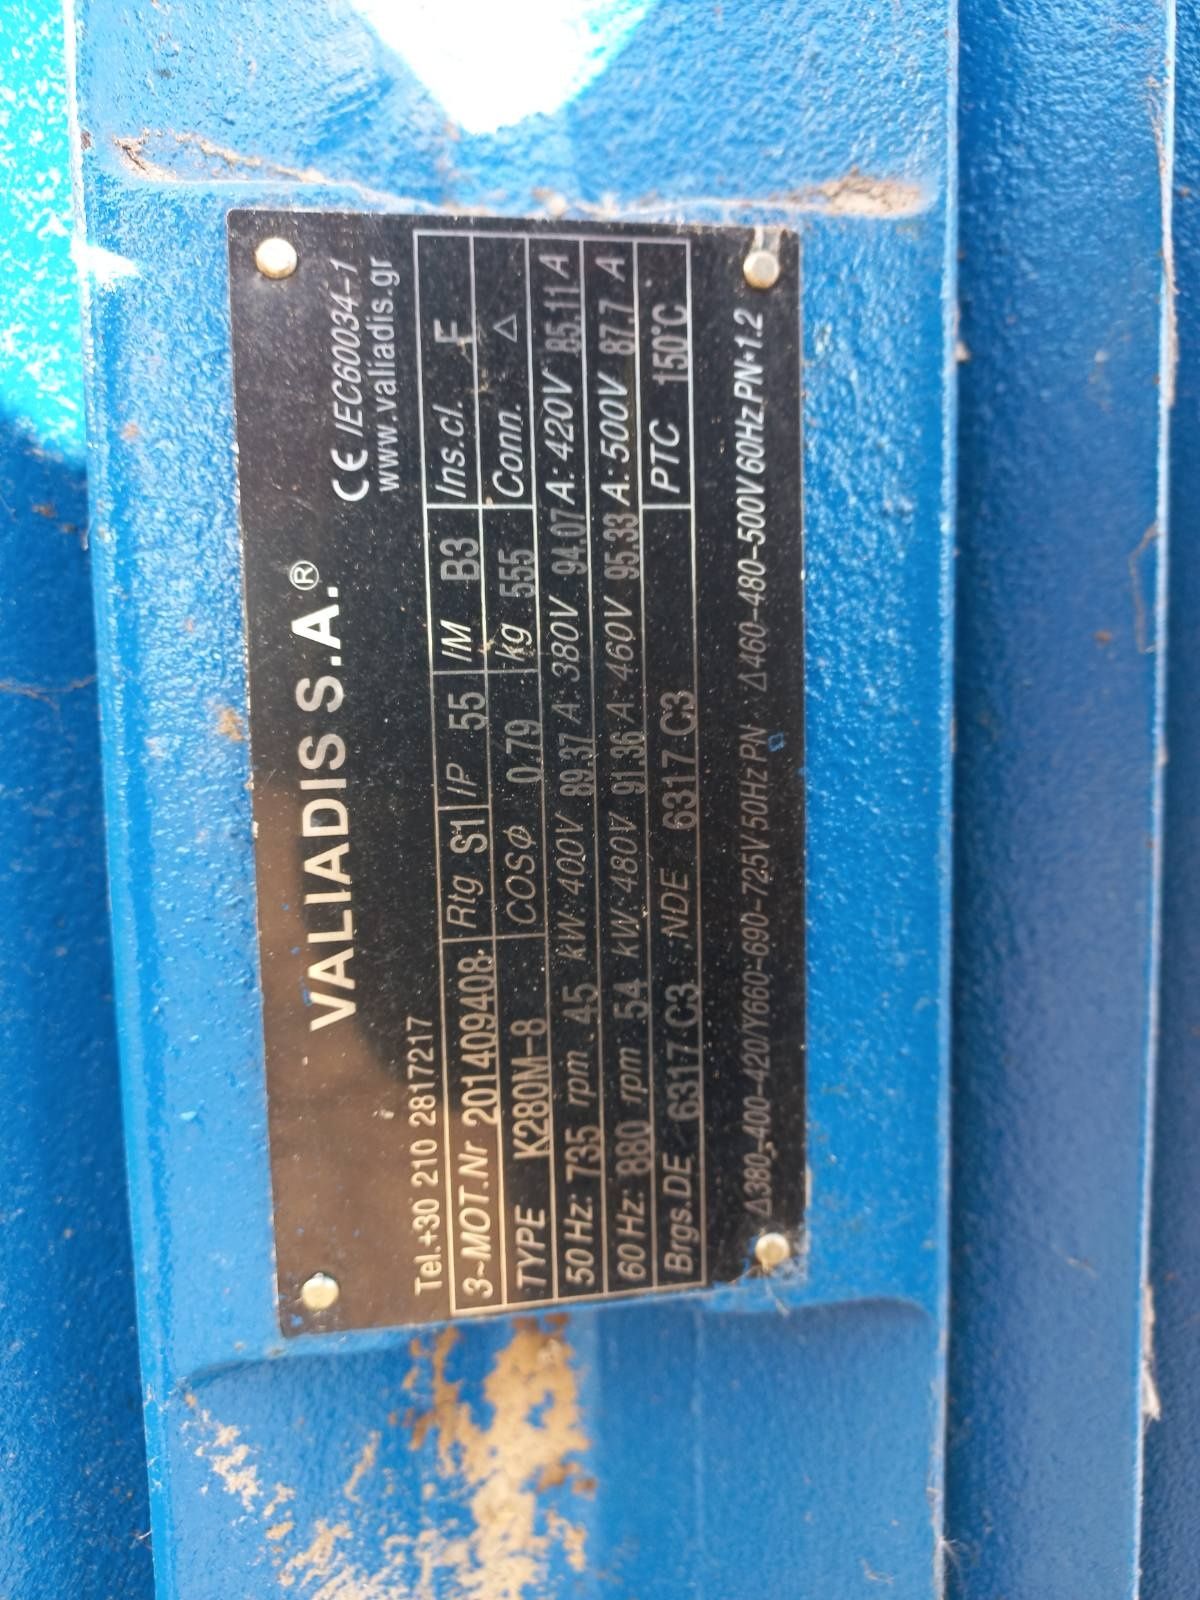 VALIADIS S.A.®
CE IEC60034-1
Tel.+30 210 2817217 www.valiadis.gr
3~MOT.Nr 201409408 Rtg S1 IP 55 IM B3 Ins.cl. F
TYPE K280M-8 COSΦ 0.79 kg 555 Conn. Δ
50 Hz: 735 rpm 45 kW: 400V 89.37 A: 380V 94.07 A: 420V 85.11 A
60 Hz: 880 rpm 54 kW: 480V 91.36 A: 460V 95.33 A: 500V 87.7 A
Brgs.DE 6317 C3 NDE 6317 C3 PTC 150°C
Δ380-400-420/Y660-690-725V 50Hz PN Δ460-480-500V 60Hz PN*1.2